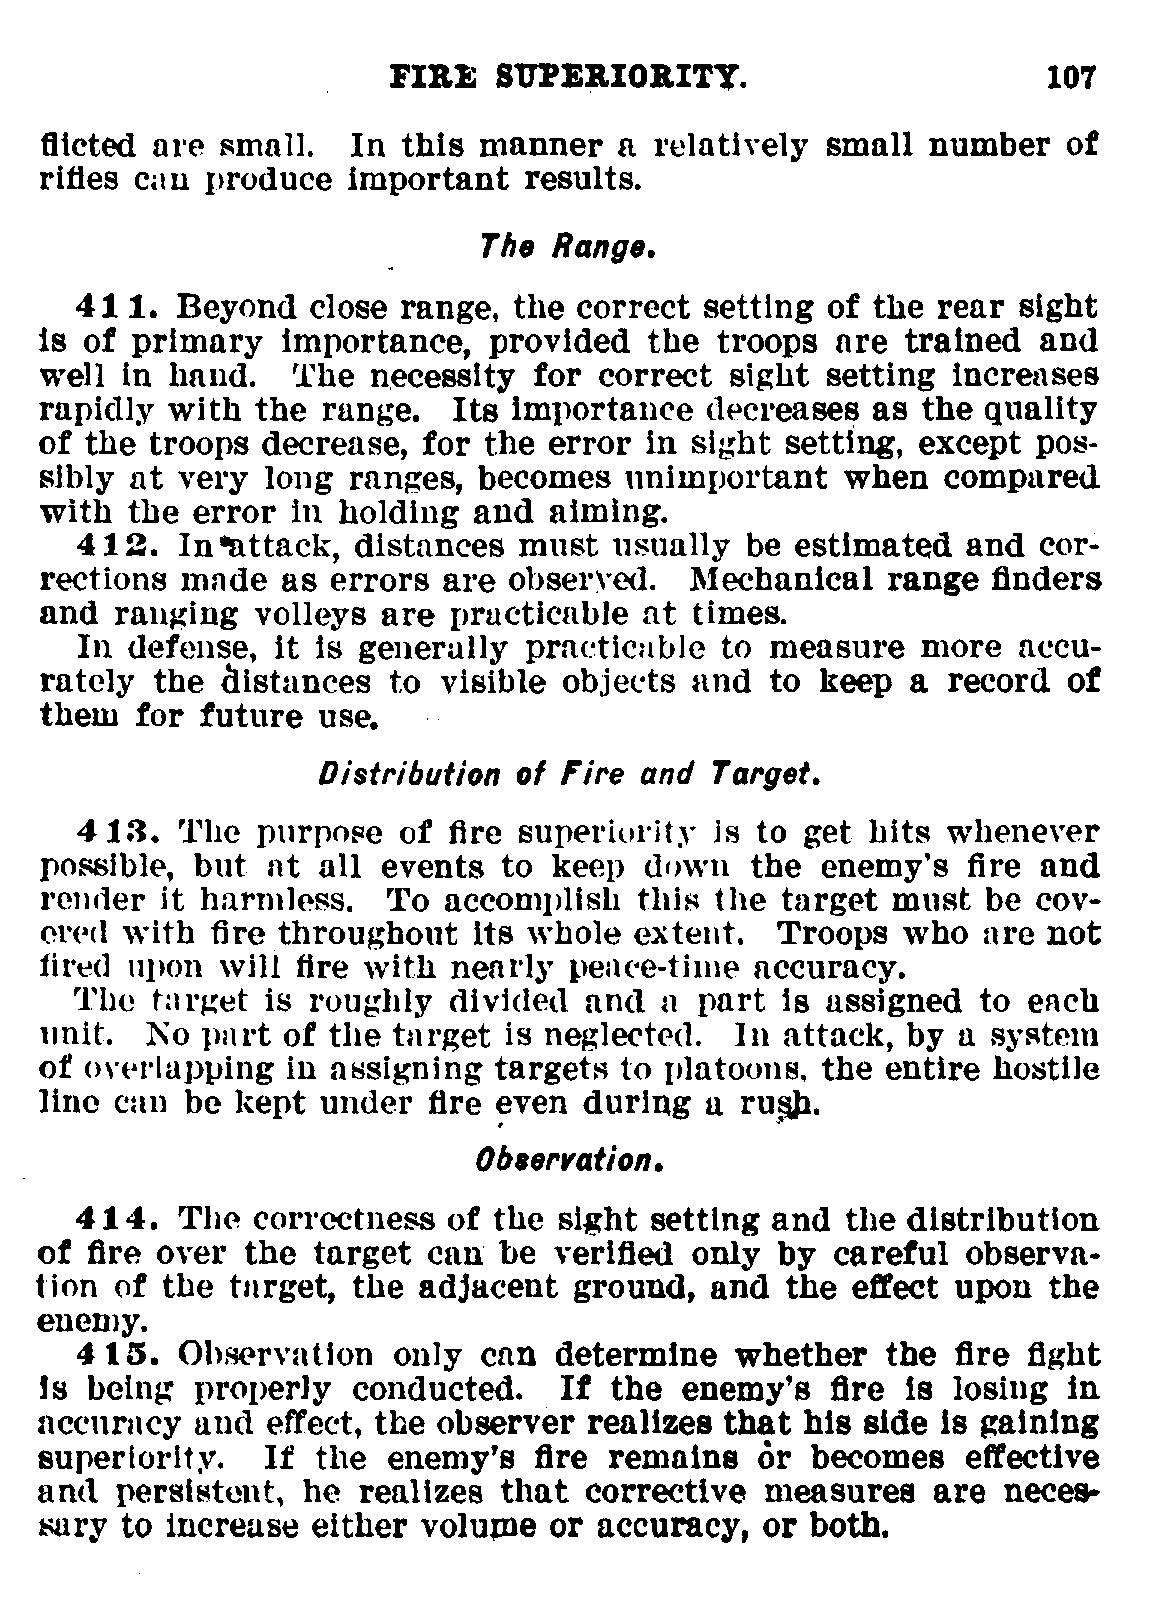 FIRE SUPERIORITY. 107
flicted are small. In this manner a relatively small number of
rifles can produce important results.
The Range.
411. Beyond close range, the correct setting of the rear sight
is of primary importance, provided the troops are trained and
well in hand. The necessity for correct sight setting increases
rapidly with the range. Its importance decreases as the quality
of the troops decrease, for the error in sight setting, except pos-
sibly at very long ranges, becomes unimportant when compared
with the error in holding and aiming.
412. In attack, distances must usually be estimated and cor-
rections made as errors are observed. Mechanical range finders
and ranging volleys are practicable at times.
In defense, it is generally practicable to measure more accu-
rately the distances to visible objects and to keep a record of
them for future use.
Distribution of Fire and Target.
413. The purpose of fire superiority is to get hits whenever
possible, but at all events to keep down the enemy's fire and
render it harmless. To accomplish this the target must be cov-
ered with fire throughout its whole extent. Troops who are not
fired upon will fire with nearly peace-time accuracy.
The target is roughly divided and a part is assigned to each
unit. No part of the target is neglected. In attack, by a system
of overlapping in assigning targets to platoons, the entire hostile
line can be kept under fire even during a rush.
Observation.
414. The correctness of the sight setting and the distribution
of fire over the target can be verified only by careful observa-
tion of the target, the adjacent ground, and the effect upon the
enemy.
415. Observation only can determine whether the fire fight
is being properly conducted. If the enemy's fire is losing in
accuracy and effect, the observer realizes that his side is gaining
superiority. If the enemy's fire remains or becomes effective
and persistent, he realizes that corrective measures are neces-
sary to increase either volume or accuracy, or both.